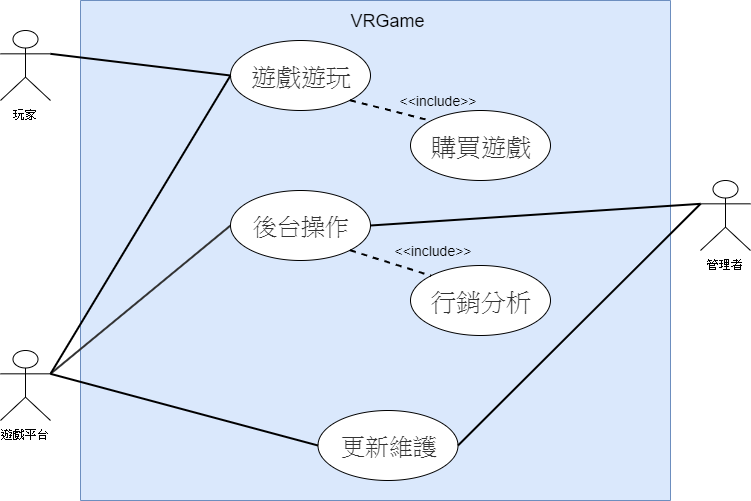 VRGame
遊戲遊玩
<<include>>
玩家
購買遊戲
後台操作
<<include>>
管理者
行銷分析
遊戲平台
更新維護